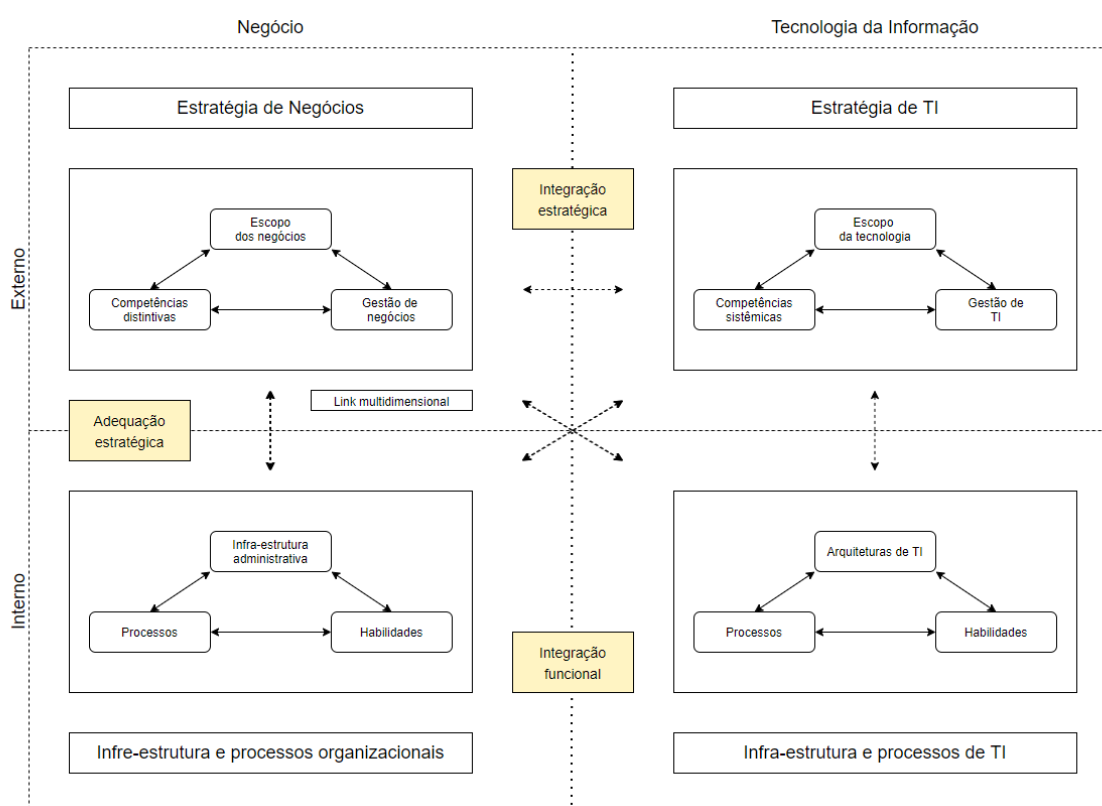 Negócio
Tecnologia da Informação
Estratégia de Negócios
Estratégia de TI
Externo
Integração
estratégica
Escopo
dos negócios
Competências
distintivas
Gestão de
negócios
Escopo
da tecnologia
Competências
sistêmicas
Gestão de
TI
Link multidimensional
Adequação
estratégica
Interno
Infra-estrutura
administrativa
Processos
Habilidades
Arquiteturas de TI
Processos
Habilidades
Integração
funcional
Infre-estrutura e processos organizacionais
Infra-estrutura e processos de TI